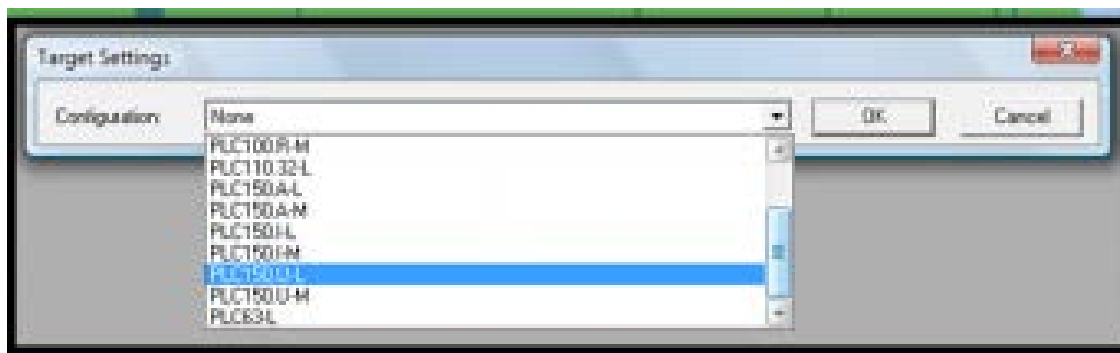 Target Settings
Configuration None OK Cancel
PLC100.R-M
PLC110.32-L
PLC150.A-L
PLC150.A-M
PLC150.I-L
PLC150.I-M
PLC150.U-L
PLC150.U-M
PLC63-L